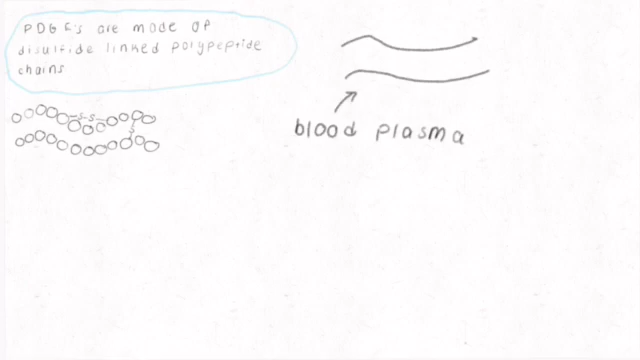 PDGF's are made of
disulfide linked polypeptide
chains
S-S
S
blood plasma